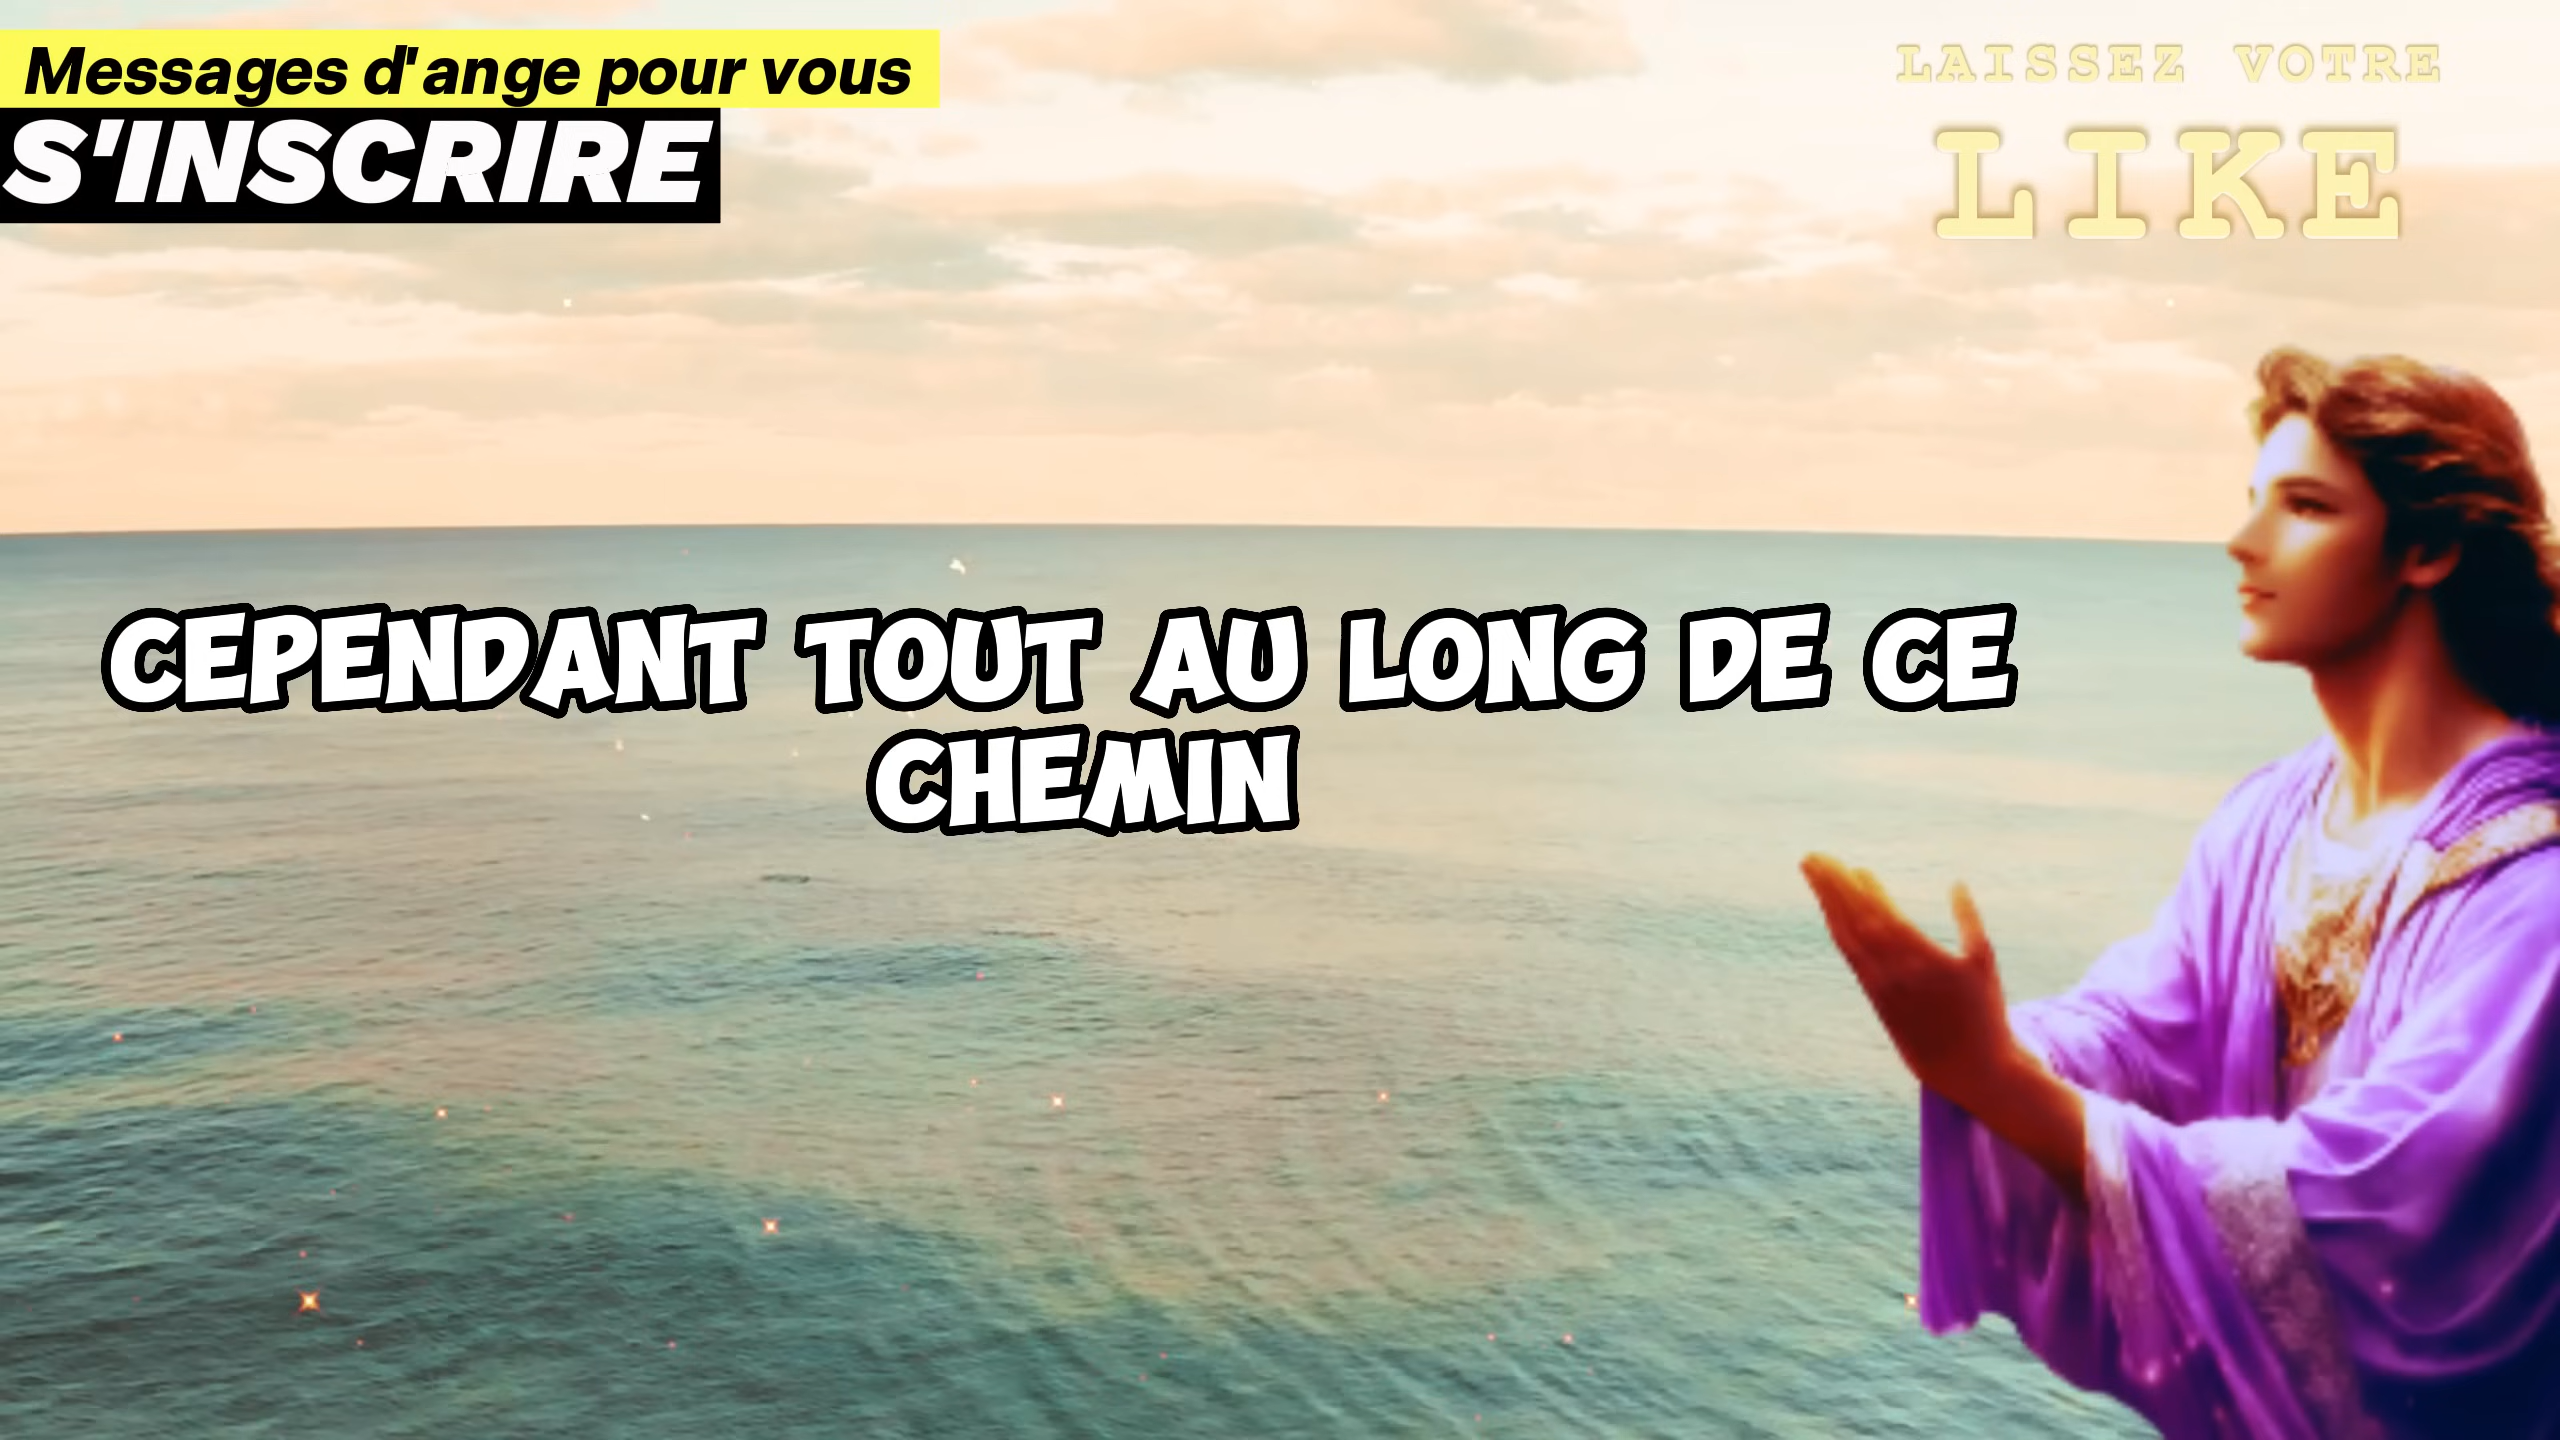 Messages d'ange pour vous
S'INSCRIRE
LAISSEZ VOTRE
LIKE
CEPENDANT TOUT AU LONG DE CE
CHEMIN